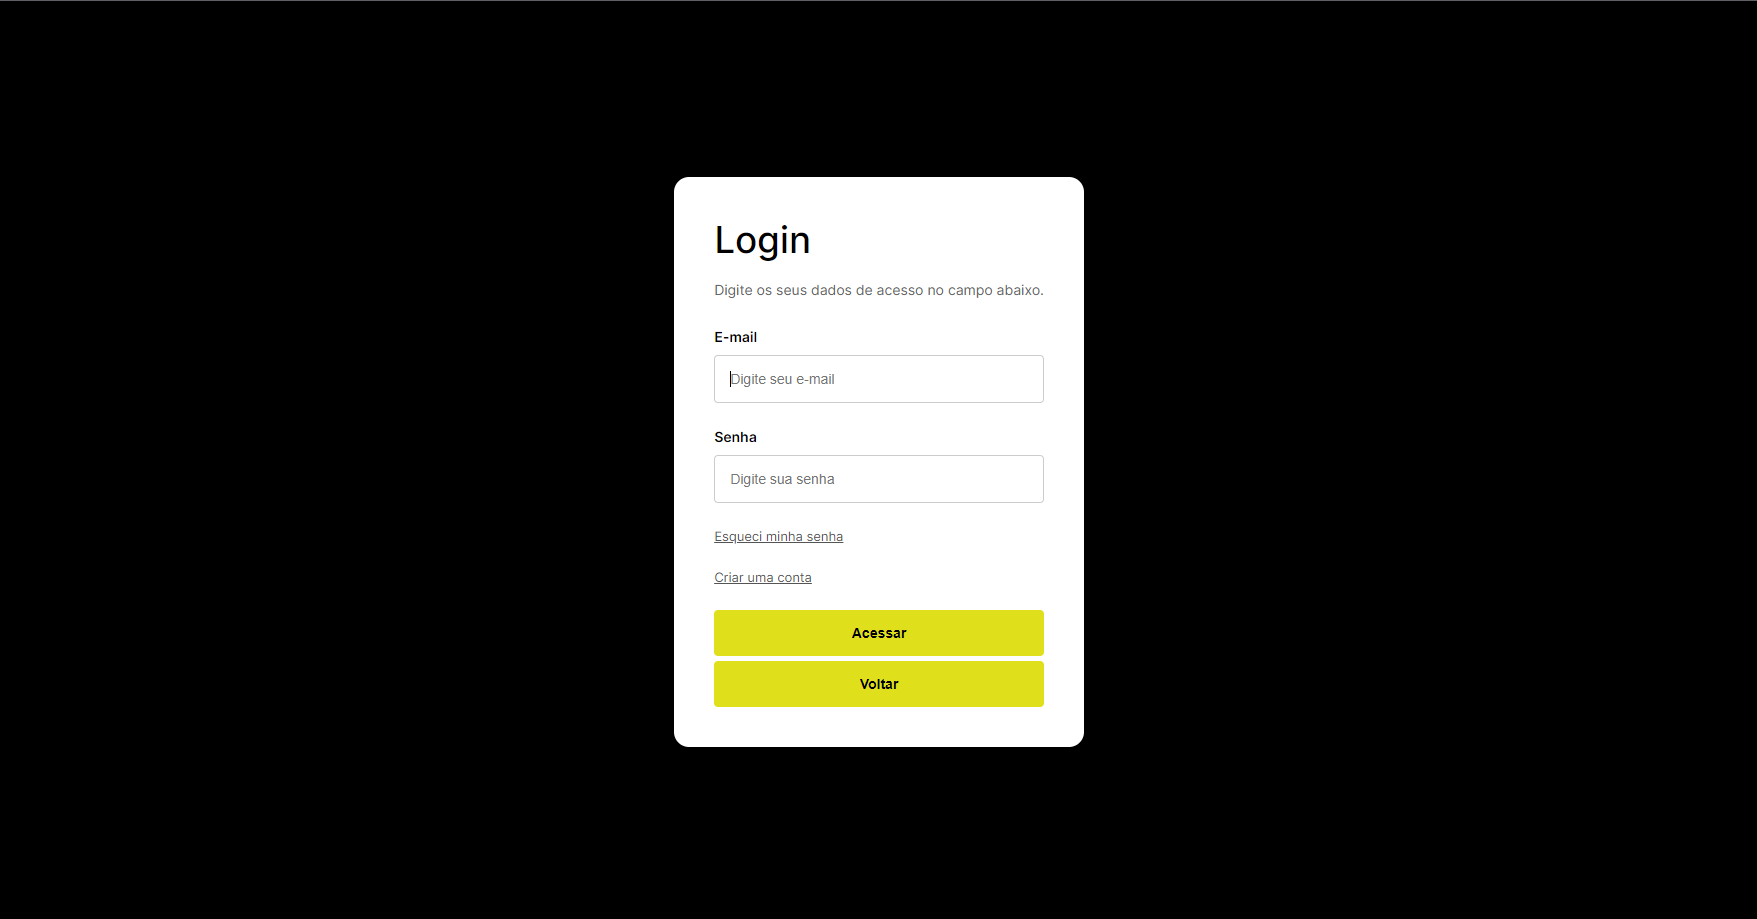 Login
Digite os seus dados de acesso no campo abaixo.
E-mail
Digite seu e-mail
Senha
Digite sua senha
Esqueci minha senha
Criar uma conta
Acessar
Voltar